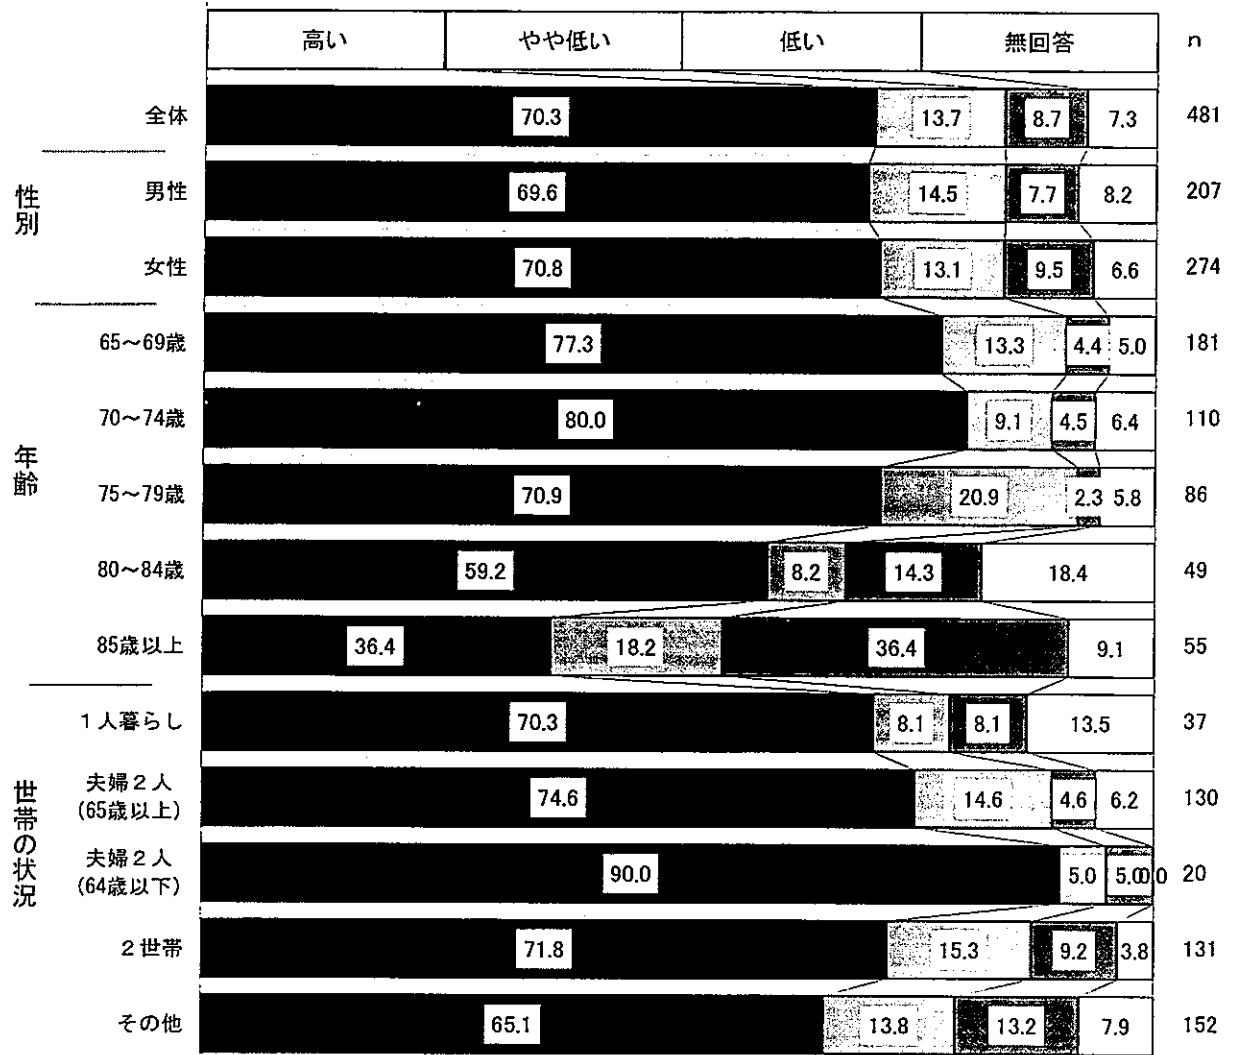 高い やや低い 低い 無回答 n
全体 70.3 13.7 8.7 7.3 481
性別
男性 69.6 14.5 7.7 8.2 207
女性 70.8 13.1 9.5 6.6 274
年齢
65～69歳 77.3 13.3 4.4 5.0 181
70～74歳 80.0 9.1 4.5 6.4 110
75～79歳 70.9 20.9 2.3 5.8 86
80～84歳 59.2 8.2 14.3 18.4 49
85歳以上 36.4 18.2 36.4 9.1 55
世帯の状況
１人暮らし 70.3 8.1 8.1 13.5 37
夫婦２人
(65歳以上) 74.6 14.6 4.6 6.2 130
夫婦２人
(64歳以下) 90.0 5.0 5.0 0.0 20
２世帯 71.8 15.3 9.2 3.8 131
その他 65.1 13.8 13.2 7.9 152